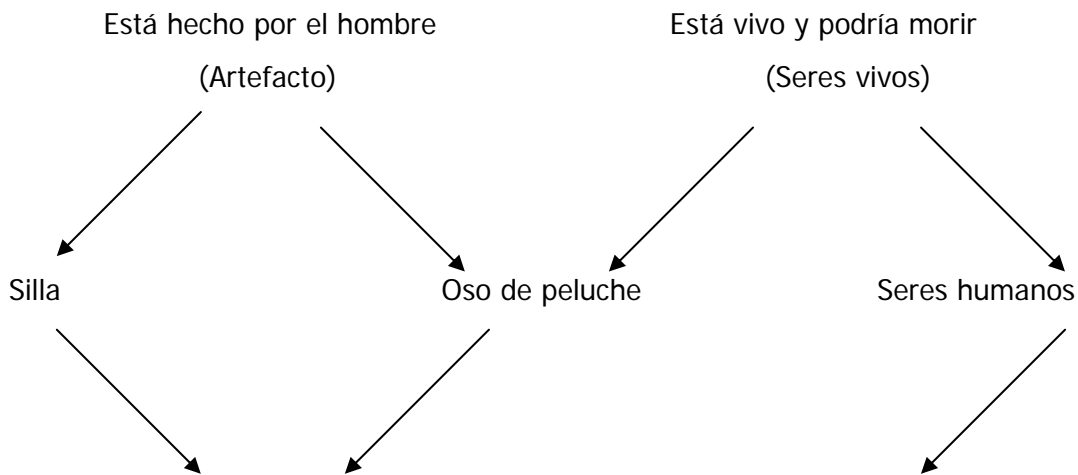 Está hecho por el hombre
(Artefacto)
Está vivo y podría morir
(Seres vivos)
Silla
Oso de peluche
Seres humanos